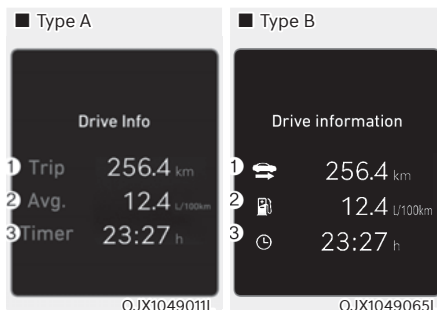 ■ Type A
Drive Info
1 Trip 256.4 km
2 Avg. 12.4 L/100km
3 Timer 23:27 h
OJX1049011L
■ Type B
Drive information
1 256.4 km
2 12.4 L/100km
3 23:27 h
OJX1049065L